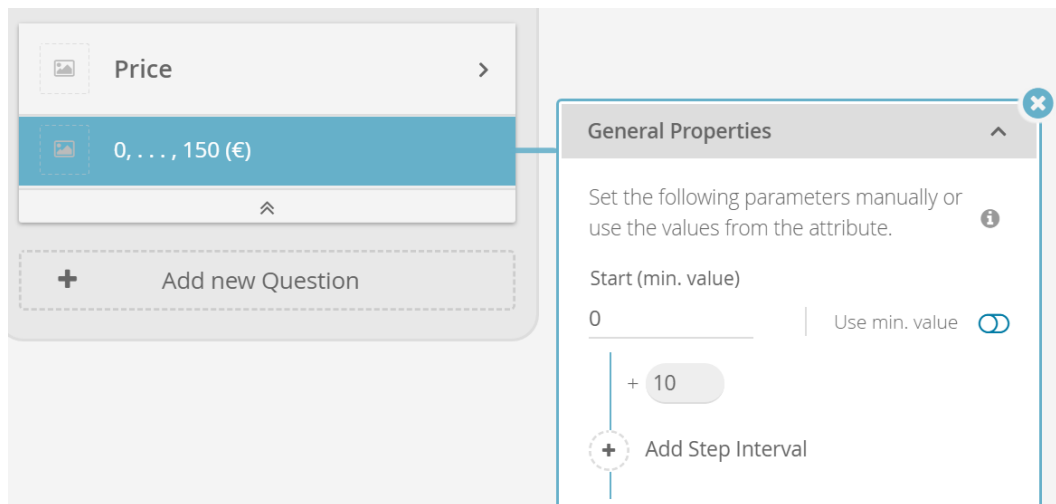 Price
0, . . . , 150 (€)
Add new Question
General Properties
Set the following parameters manually or
use the values from the attribute.
Start (min. value)
0
Use min. value
+ 10
+ Add Step Interval